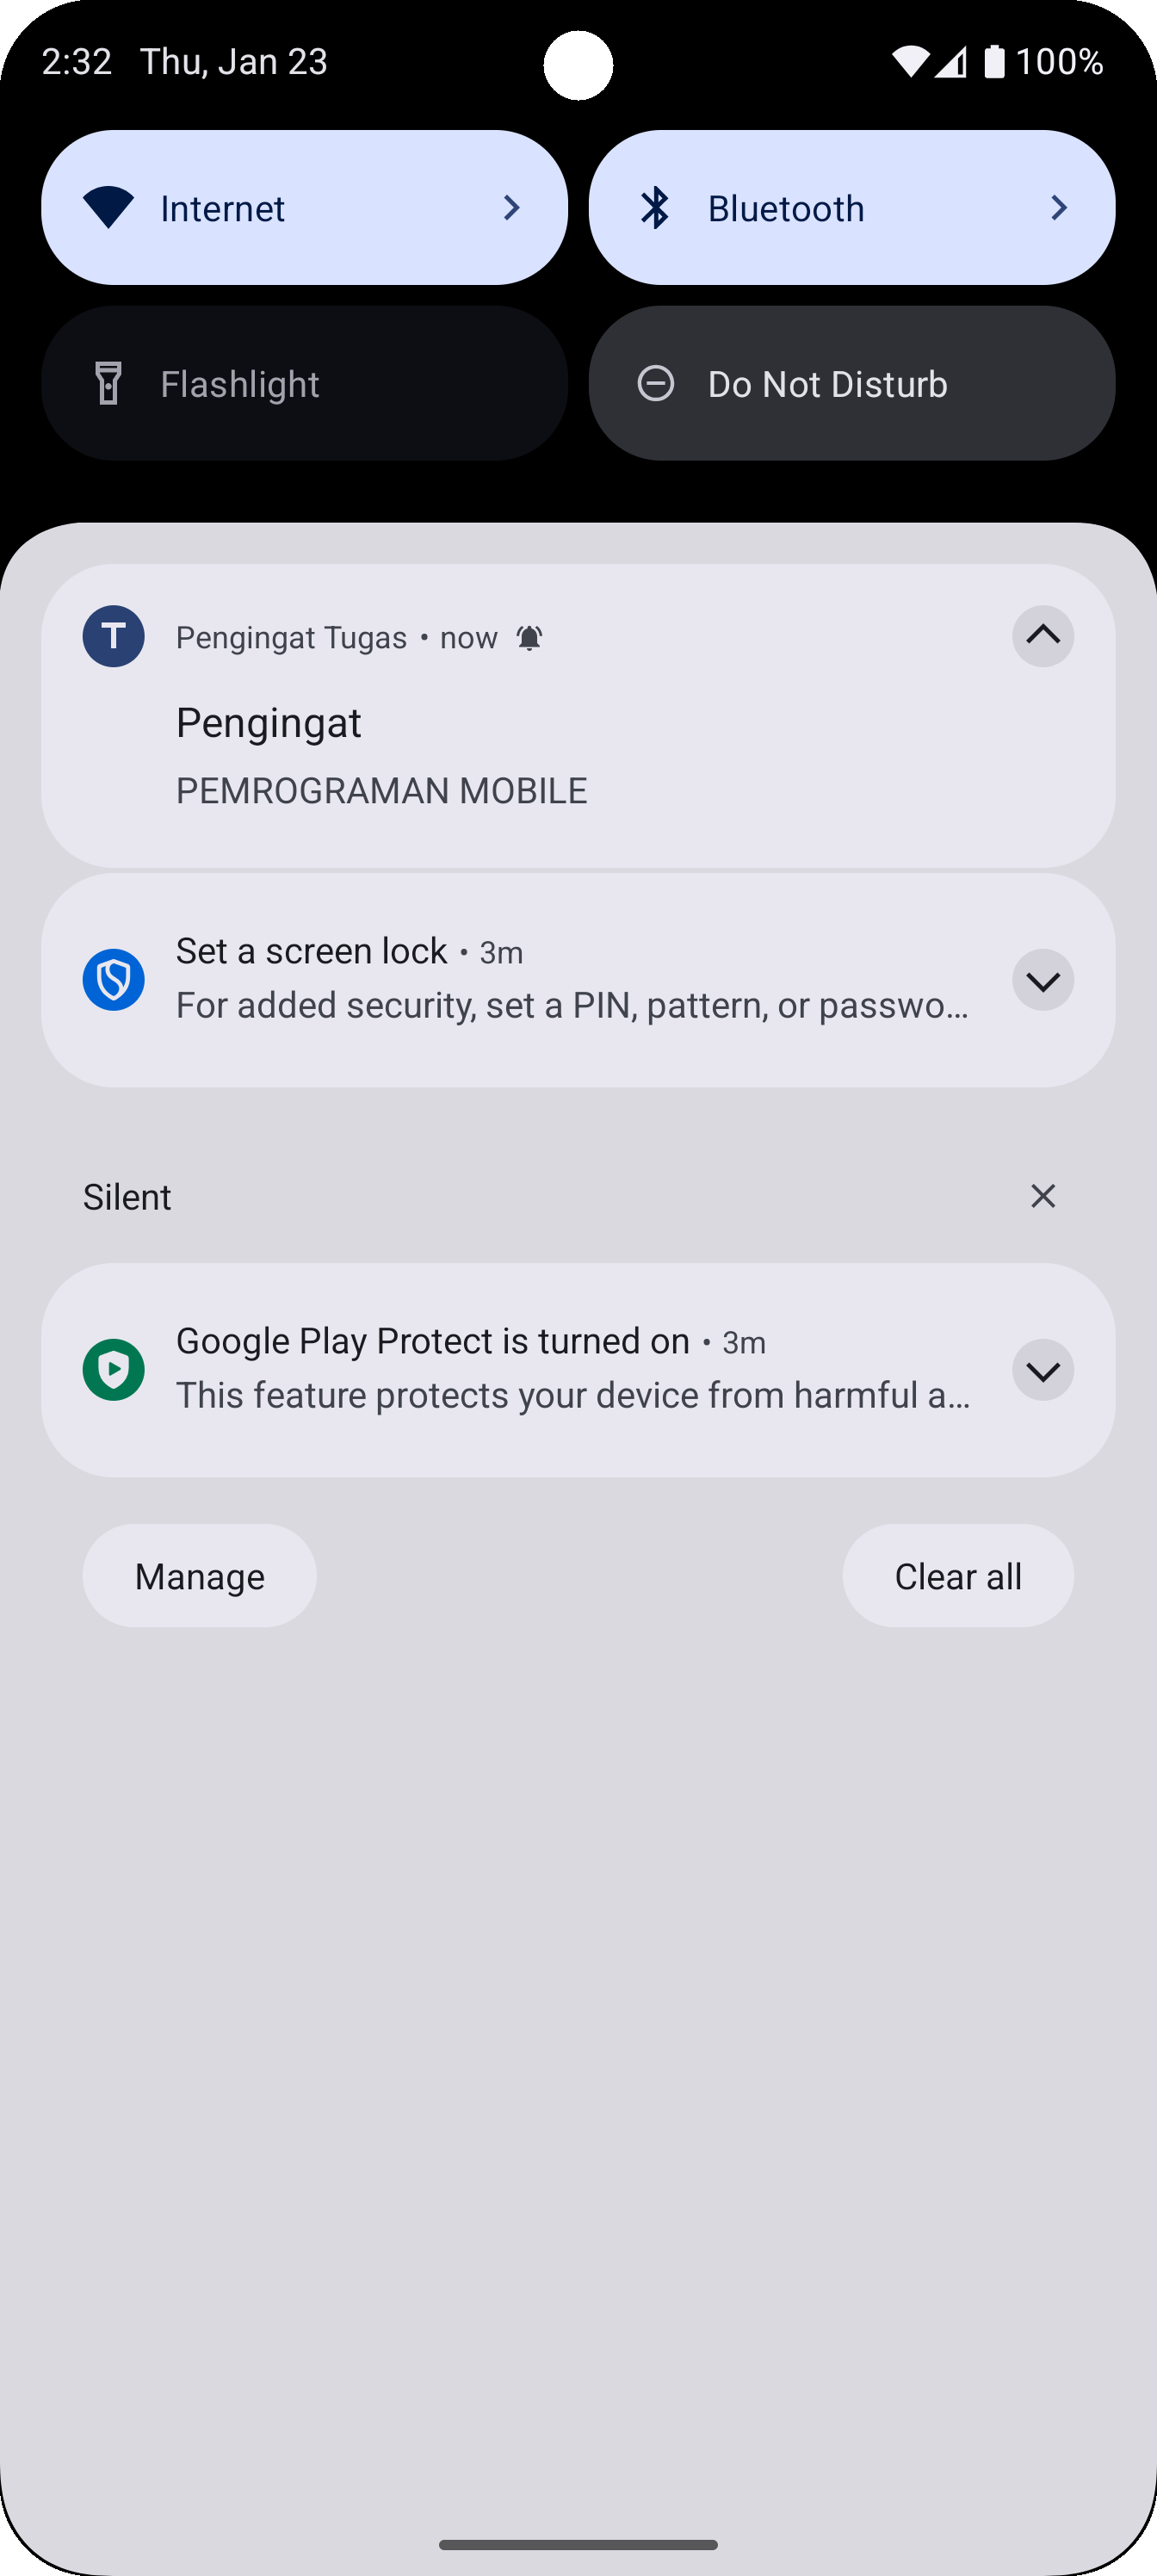 2:32 Thu, Jan 23 100%
Internet
Bluetooth
Flashlight
Do Not Disturb
T
Pengingat Tugas • now
Pengingat
PEMROGRAMAN MOBILE
Set a screen lock • 3m
For added security, set a PIN, pattern, or passwo…
Silent
Google Play Protect is turned on • 3m
This feature protects your device from harmful a…
Manage
Clear all